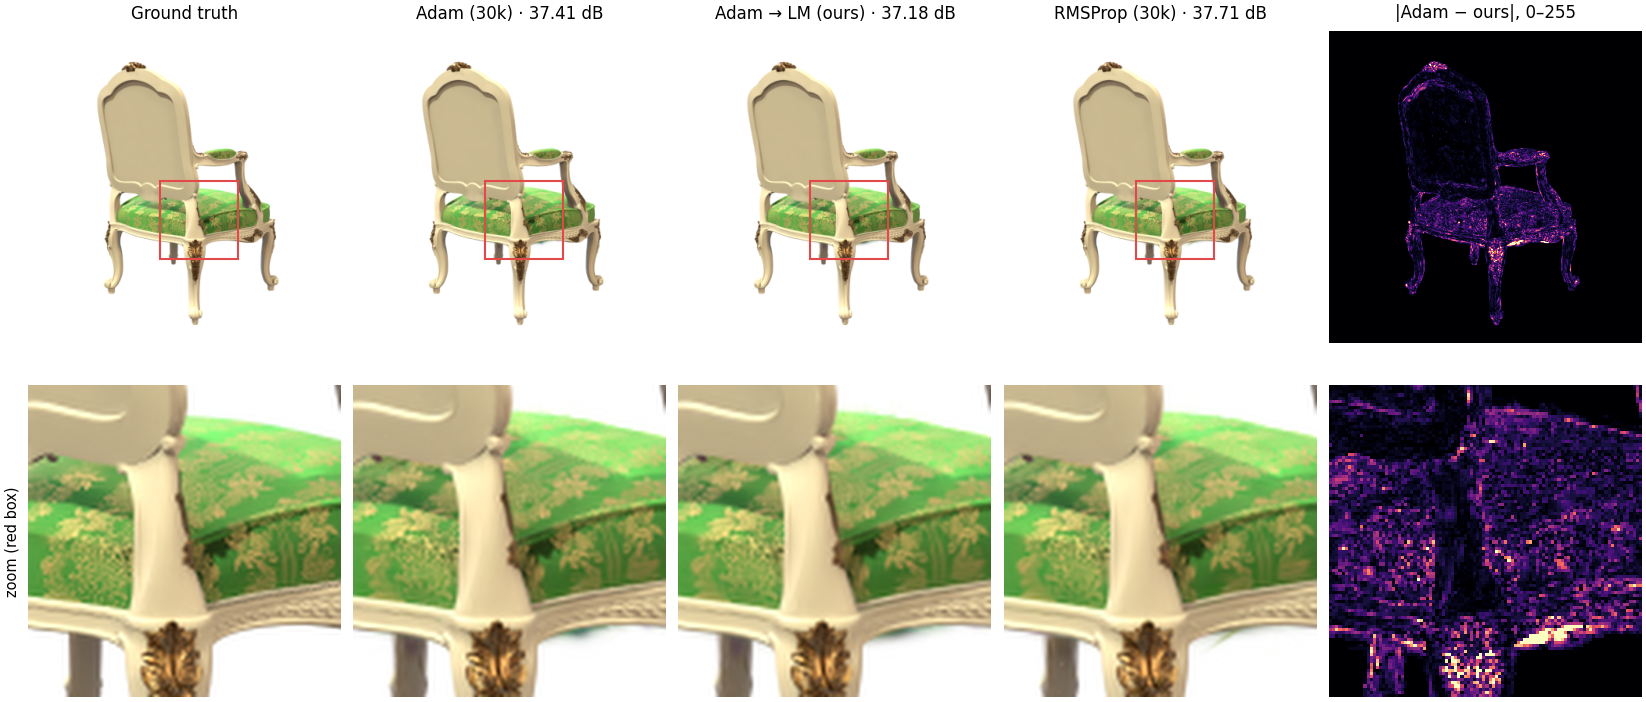 Ground truth
Adam (30k) · 37.41 dB
Adam → LM (ours) · 37.18 dB
RMSProp (30k) · 37.71 dB
|Adam − ours|, 0–255
zoom (red box)